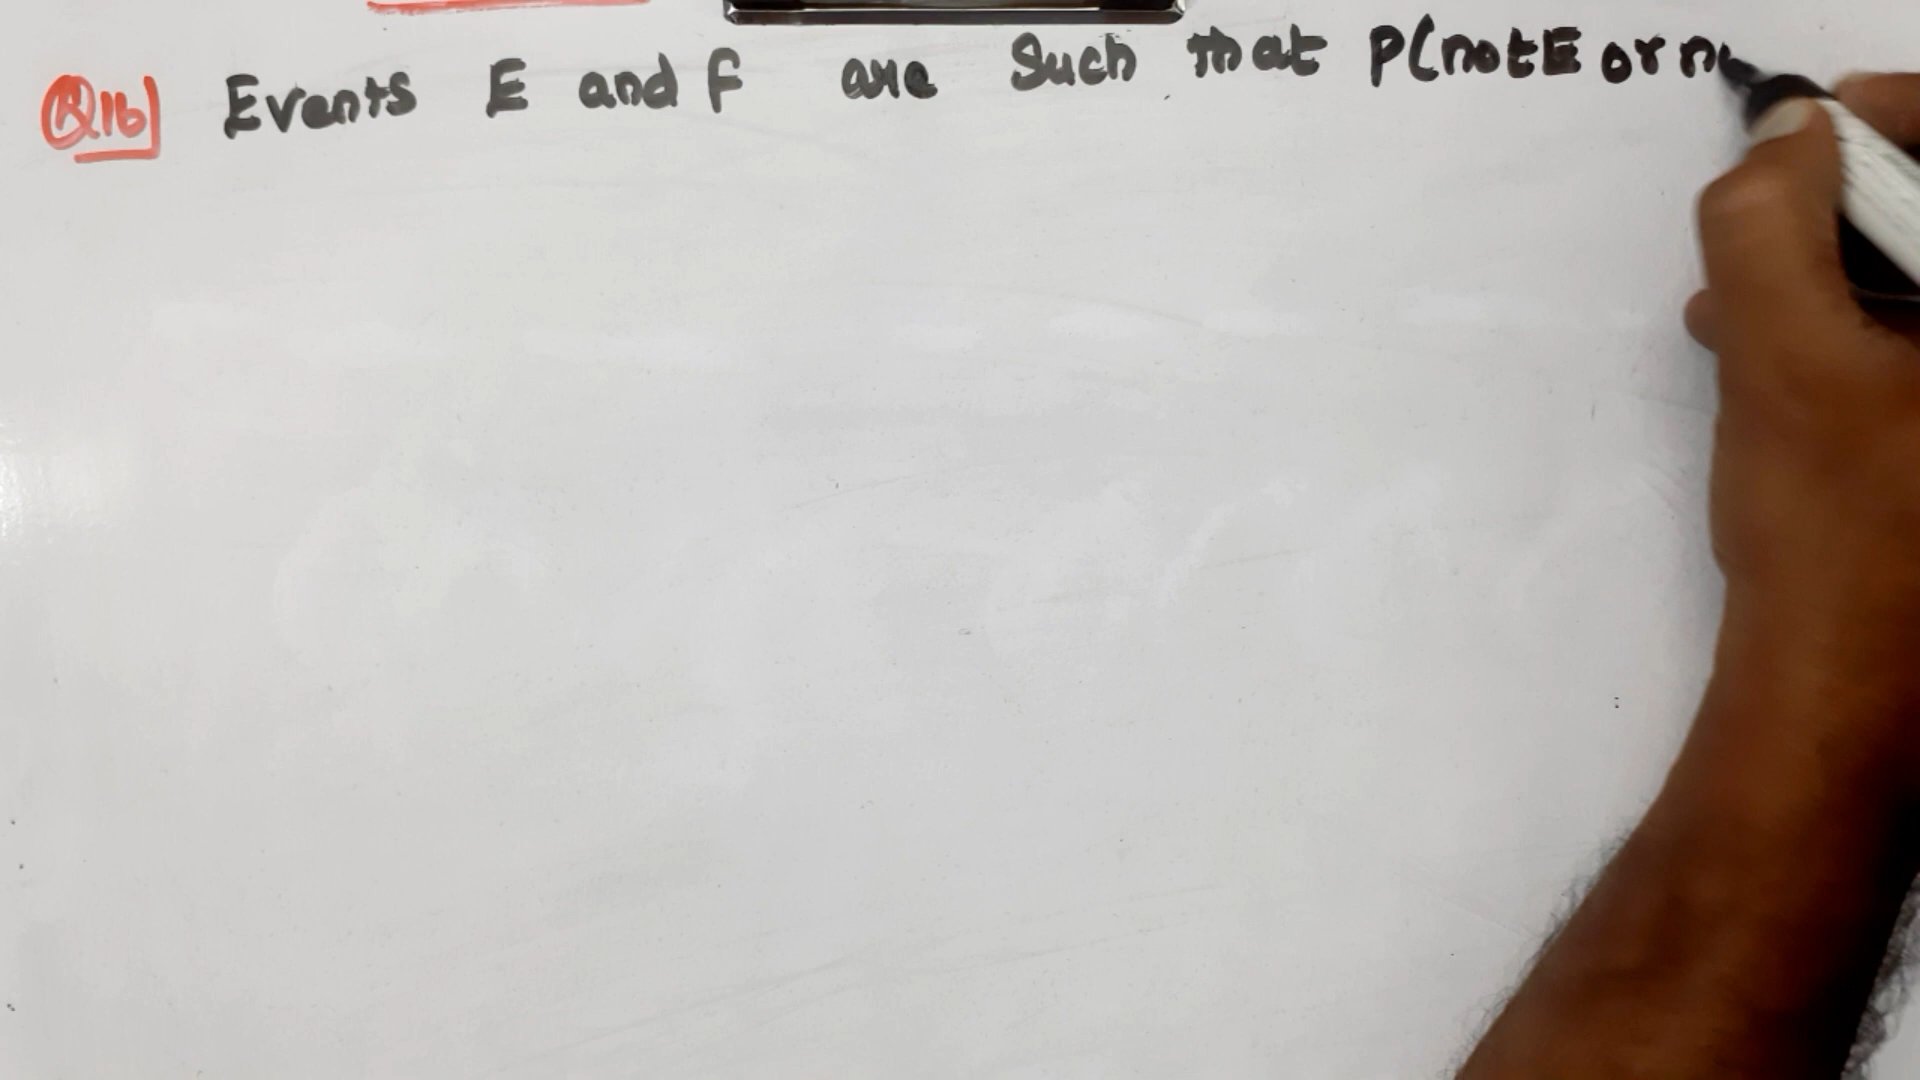 Q16] Events E and F are Such that P(not E or n